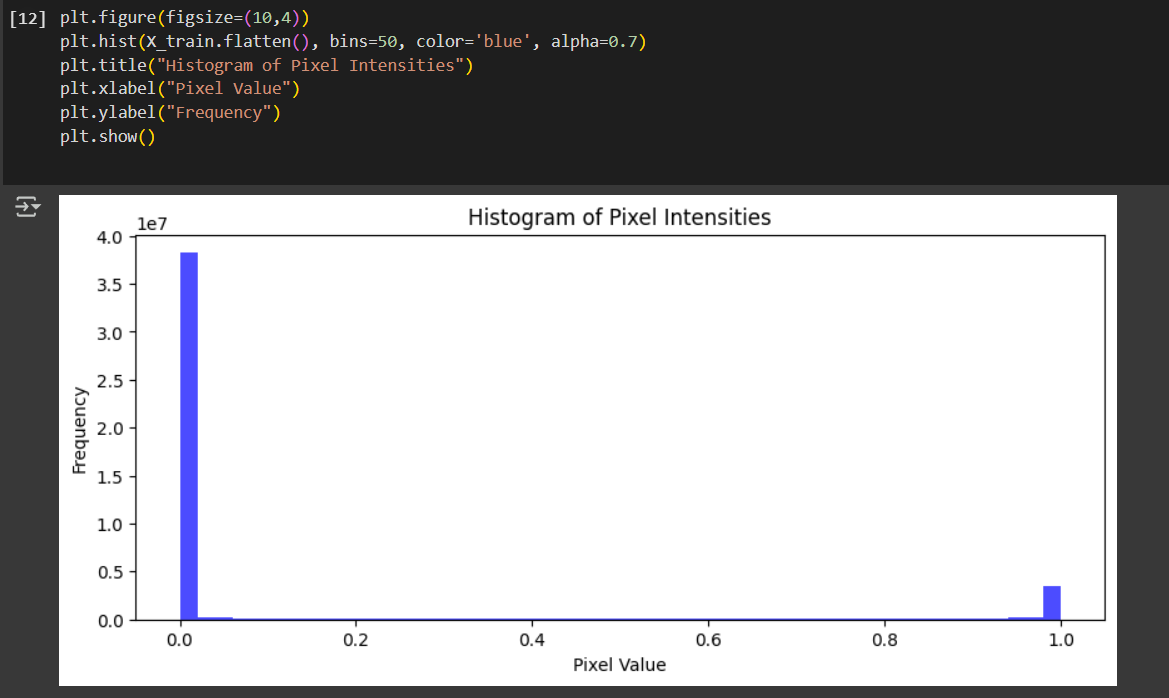 [12] plt.figure(figsize=(10,4))
plt.hist(X_train.flatten(), bins=50, color='blue', alpha=0.7)
plt.title("Histogram of Pixel Intensities")
plt.xlabel("Pixel Value")
plt.ylabel("Frequency")
plt.show()
Histogram of Pixel Intensities
1e7
4.0
3.5
3.0
2.5
2.0
1.5
1.0
0.5
0.0
Frequency
0.0 0.2 0.4 0.6 0.8 1.0
Pixel Value